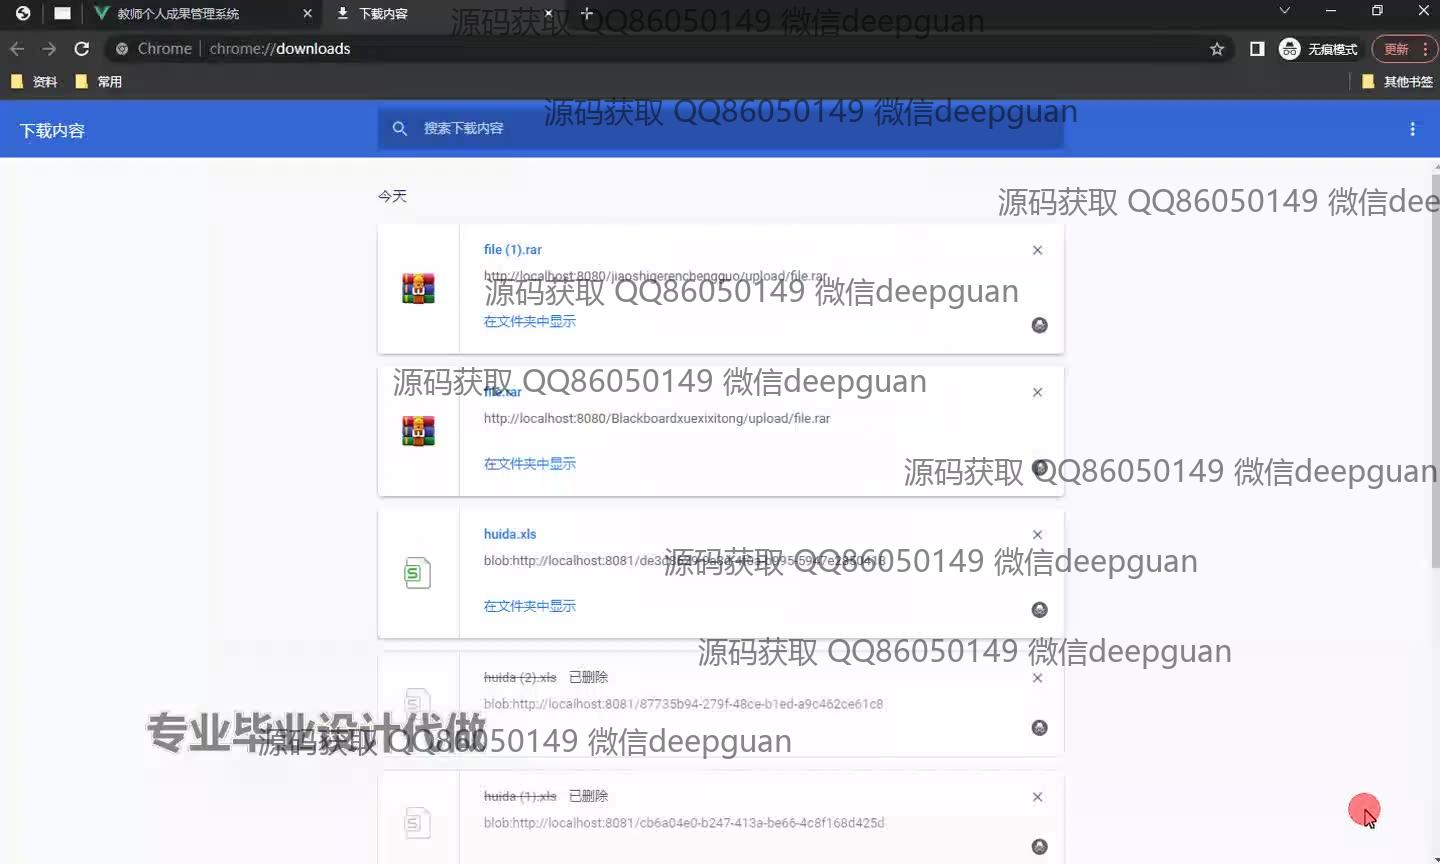 教师个人成果管理系统
下载内容
源码获取 QQ86050149 微信deepguan
Chrome
chrome://downloads
无痕模式
更新
资料
常用
其他书签
下载内容
搜索下载内容
源码获取 QQ86050149 微信deepguan
今天
源码获取 QQ86050149 微信dee
file (1).rar
http://localhost:8080/jiaoshigerenchengguo/upload/file.rar
源码获取 QQ86050149 微信deepguan
在文件夹中显示
源码获取 QQ86050149 微信deepguan
file.rar
http://localhost:8080/Blackboardxuexixitong/upload/file.rar
在文件夹中显示
源码获取 QQ86050149 微信deepguan
huida.xls
blob:http://localhost:8081/
源码获取 QQ86050149 微信deepguan
在文件夹中显示
源码获取 QQ86050149 微信deepguan
huida (2).xls 已删除
blob:http://localhost:8081/87735b94-279f-48ce-b1ed-a9c462ce61c8
专业毕业设计代做
源码获取 QQ86050149 微信deepguan
huida (1).xls 已删除
blob:http://localhost:8081/cb6a04e0-b247-413a-be66-4c8f168d425d